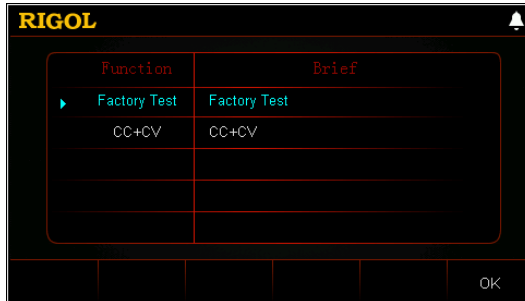 RIGOL
Function Brief
Factory Test Factory Test
CC+CV CC+CV
OK